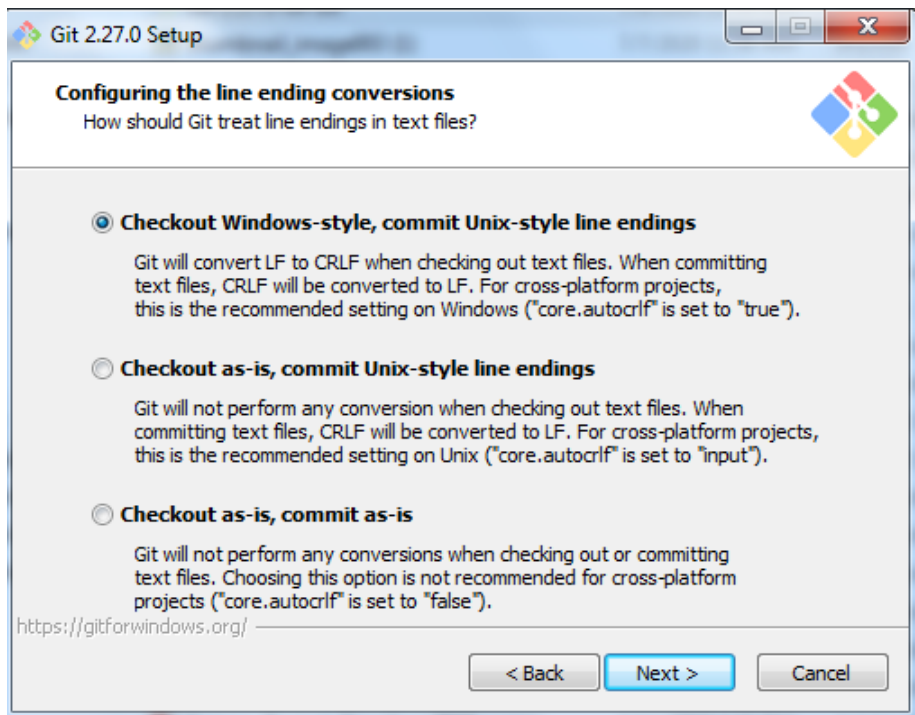 Git 2.27.0 Setup
Configuring the line ending conversions
How should Git treat line endings in text files?
Checkout Windows-style, commit Unix-style line endings
Git will convert LF to CRLF when checking out text files. When committing
text files, CRLF will be converted to LF. For cross-platform projects,
this is the recommended setting on Windows ("core.autocrlf" is set to "true").
Checkout as-is, commit Unix-style line endings
Git will not perform any conversion when checking out text files. When
committing text files, CRLF will be converted to LF. For cross-platform projects,
this is the recommended setting on Unix ("core.autocrlf" is set to "input").
Checkout as-is, commit as-is
Git will not perform any conversions when checking out or committing
text files. Choosing this option is not recommended for cross-platform
projects ("core.autocrlf" is set to "false").
https://gitforwindows.org/
< Back Next > Cancel